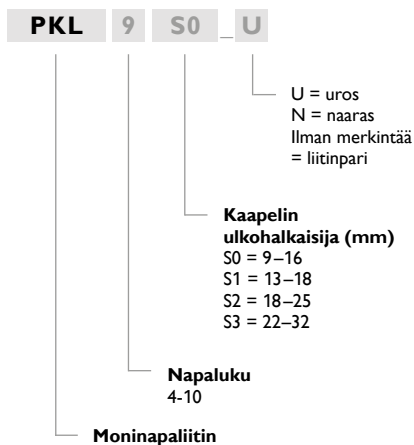 PKL 9 S0 _ U
U = uros
N = naaras
Ilman merkintää
= liitinpari
Kaapelin
ulkohalkaisija (mm)
S0 = 9–16
S1 = 13–18
S2 = 18–25
S3 = 22–32
Napaluku
4-10
Moninapaliitin